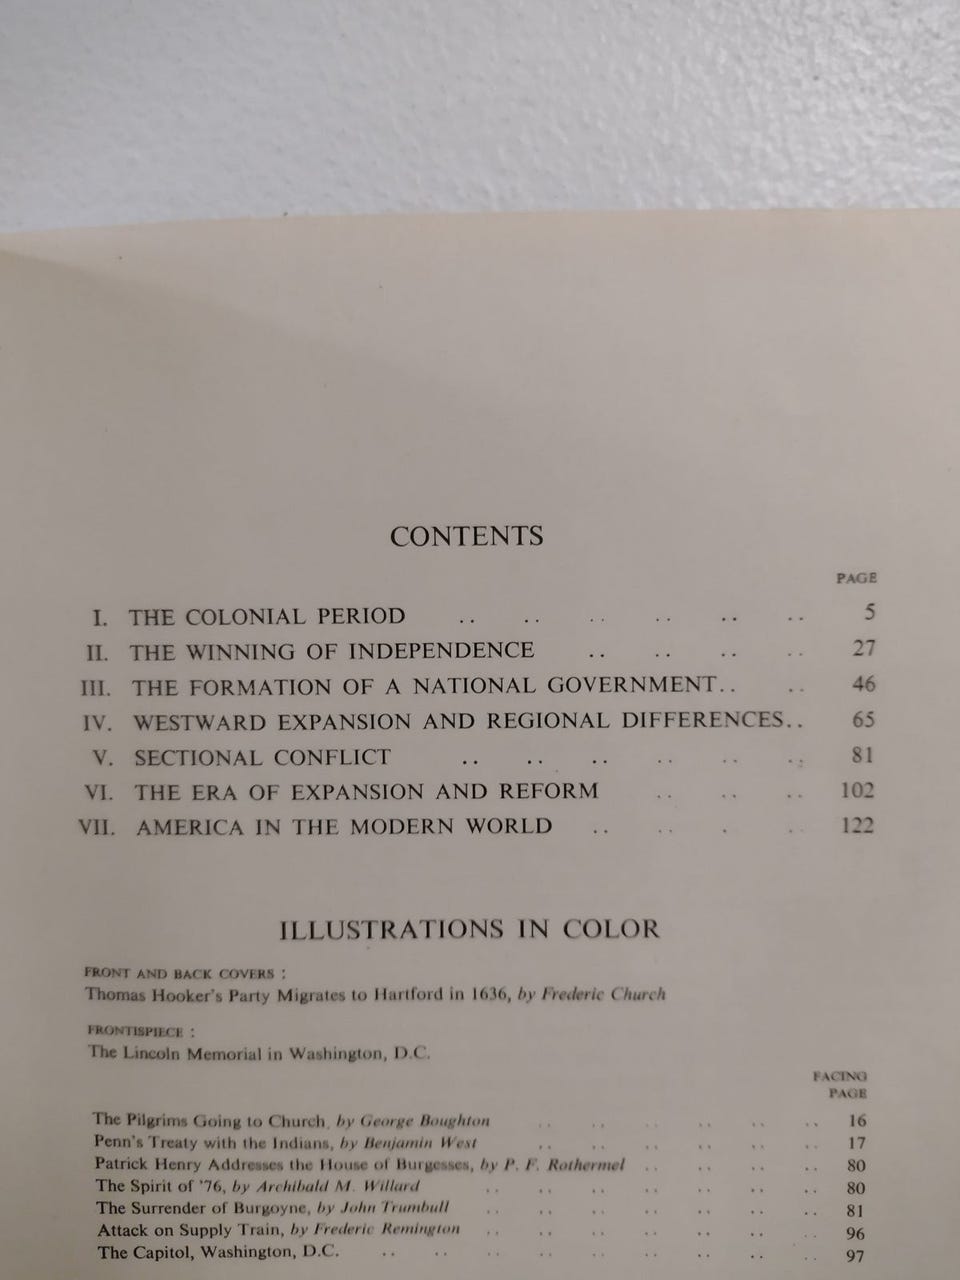 CONTENTS
PAGE
I. THE COLONIAL PERIOD .. .. .. .. .. .. 5
II. THE WINNING OF INDEPENDENCE .. .. .. .. 27
III. THE FORMATION OF A NATIONAL GOVERNMENT.. .. 46
IV. WESTWARD EXPANSION AND REGIONAL DIFFERENCES.. 65
V. SECTIONAL CONFLICT .. .. .. .. .. .. 81
VI. THE ERA OF EXPANSION AND REFORM .. .. .. 102
VII. AMERICA IN THE MODERN WORLD .. .. . .. 122
ILLUSTRATIONS IN COLOR
FRONT AND BACK COVERS :
Thomas Hooker's Party Migrates to Hartford in 1636, by Frederic Church
FRONTISPIECE :
The Lincoln Memorial in Washington, D.C.
FACING
PAGE
The Pilgrims Going to Church, by George Boughton .. .. .. .. .. .. 16
Penn's Treaty with the Indians, by Benjamin West .. .. .. .. .. .. 17
Patrick Henry Addresses the House of Burgesses, by P. F. Rothermel .. .. .. .. 80
The Spirit of '76, by Archibald M. Willard .. .. .. .. .. .. .. 80
The Surrender of Burgoyne, by John Trumbull .. .. .. .. .. .. .. 81
Attack on Supply Train, by Frederic Remington .. .. .. .. .. .. .. 96
The Capitol, Washington, D.C. .. .. .. .. .. .. .. .. .. 97